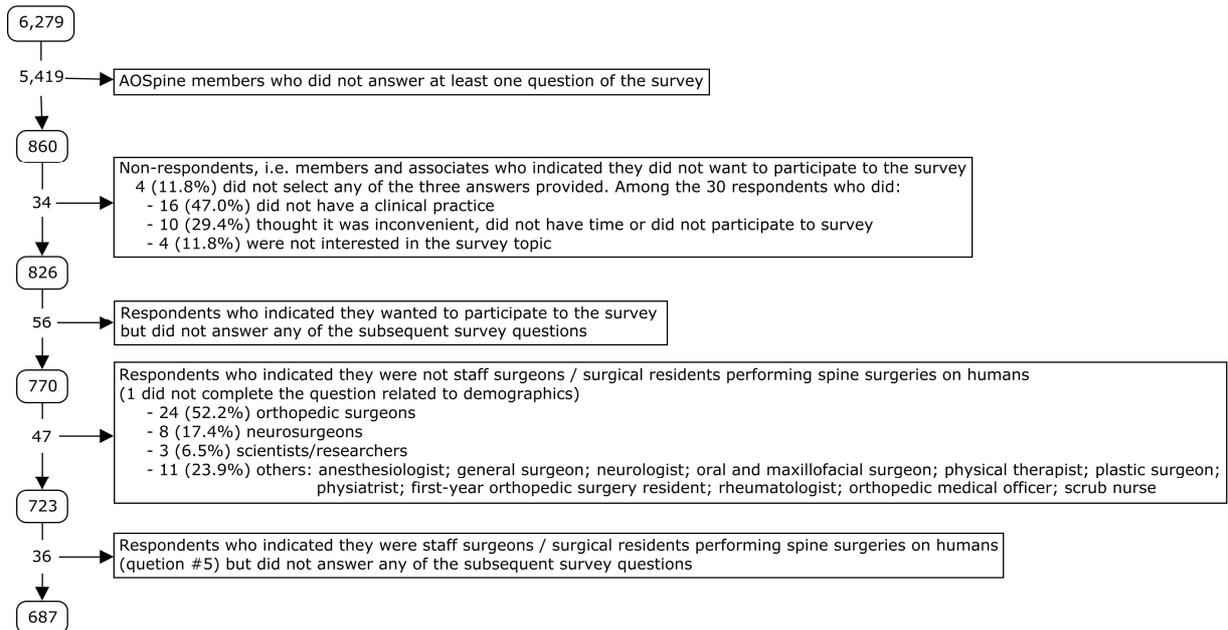 6,279
5,419
AOSpine members who did not answer at least one question of the survey
860
Non-respondents, i.e. members and associates who indicated they did not want to participate to the survey
4 (11.8%) did not select any of the three answers provided. Among the 30 respondents who did:
- 16 (47.0%) did not have a clinical practice
34
- 10 (29.4%) thought it was inconvenient, did not have time or did not participate to survey
- 4 (11.8%) were not interested in the survey topic
826
Respondents who indicated they wanted to participate to the survey
56
but did not answer any of the subsequent survey questions
770
Respondents who indicated they were not staff surgeons / surgical residents performing spine surgeries on humans
(1 did not complete the question related to demographics)
- 24 (52.2%) orthopedic surgeons
- 8 (17.4%) neurosurgeons
47
- 3 (6.5%) scientists/researchers
- 11 (23.9%) others: anesthesiologist; general surgeon; neurologist; oral and maxillofacial surgeon; physical therapist; plastic surgeon;
physiatrist; first-year orthopedic surgery resident; rheumatologist; orthopedic medical officer; scrub nurse
723
Respondents who indicated they were staff surgeons / surgical residents performing spine surgeries on humans
36
(quetion #5) but did not answer any of the subsequent survey questions
687